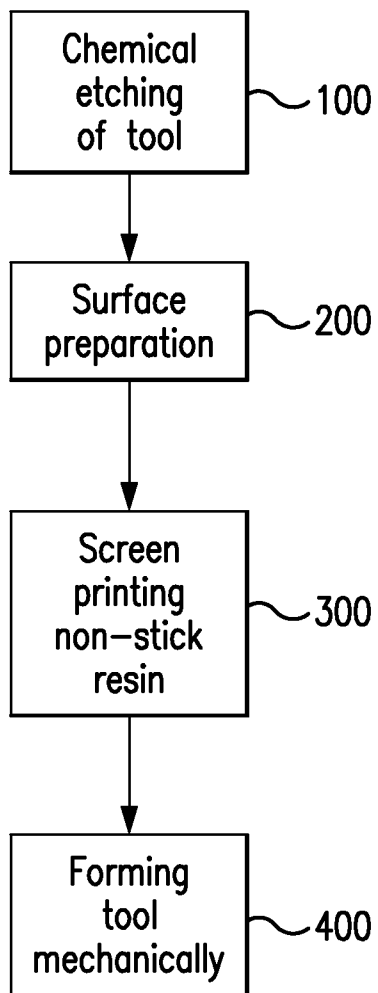 Chemical
etching
of tool
100
Surface
preparation
200
Screen
printing
non-stick
resin
300
Forming
tool
mechanically
400